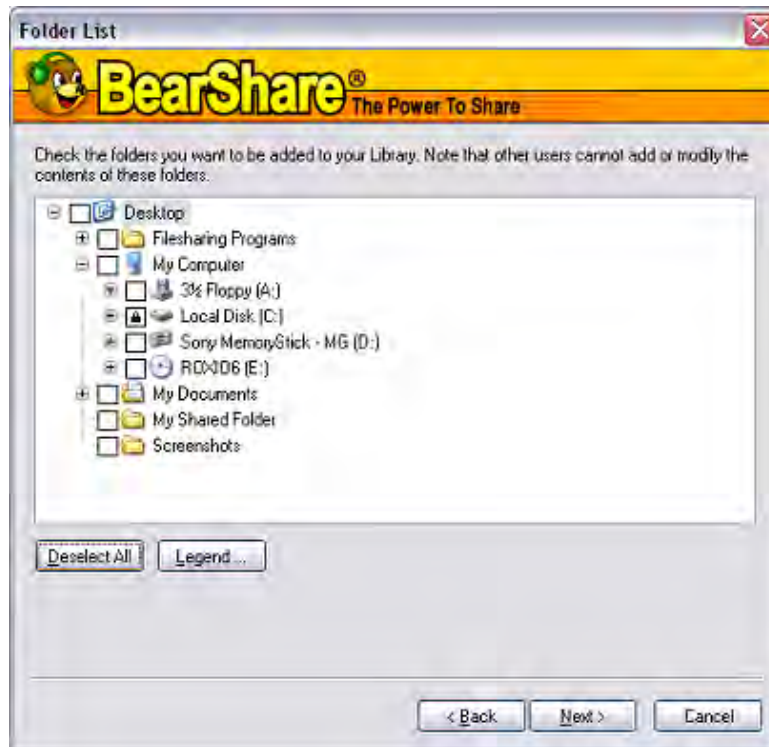 Folder List
BearShare®
The Power To Share
Check the folders you want to be added to your Library. Note that other users cannot add or modify the
contents of these folders.
Desktop
Filesharing Programs
My Computer
3½ Floppy (A:)
Local Disk (C:)
Sony MemoryStick - MG (D:)
ROXIO6 (E:)
My Documents
My Shared Folder
Screenshots
Deselect All Legend ...
< Back Next > Cancel